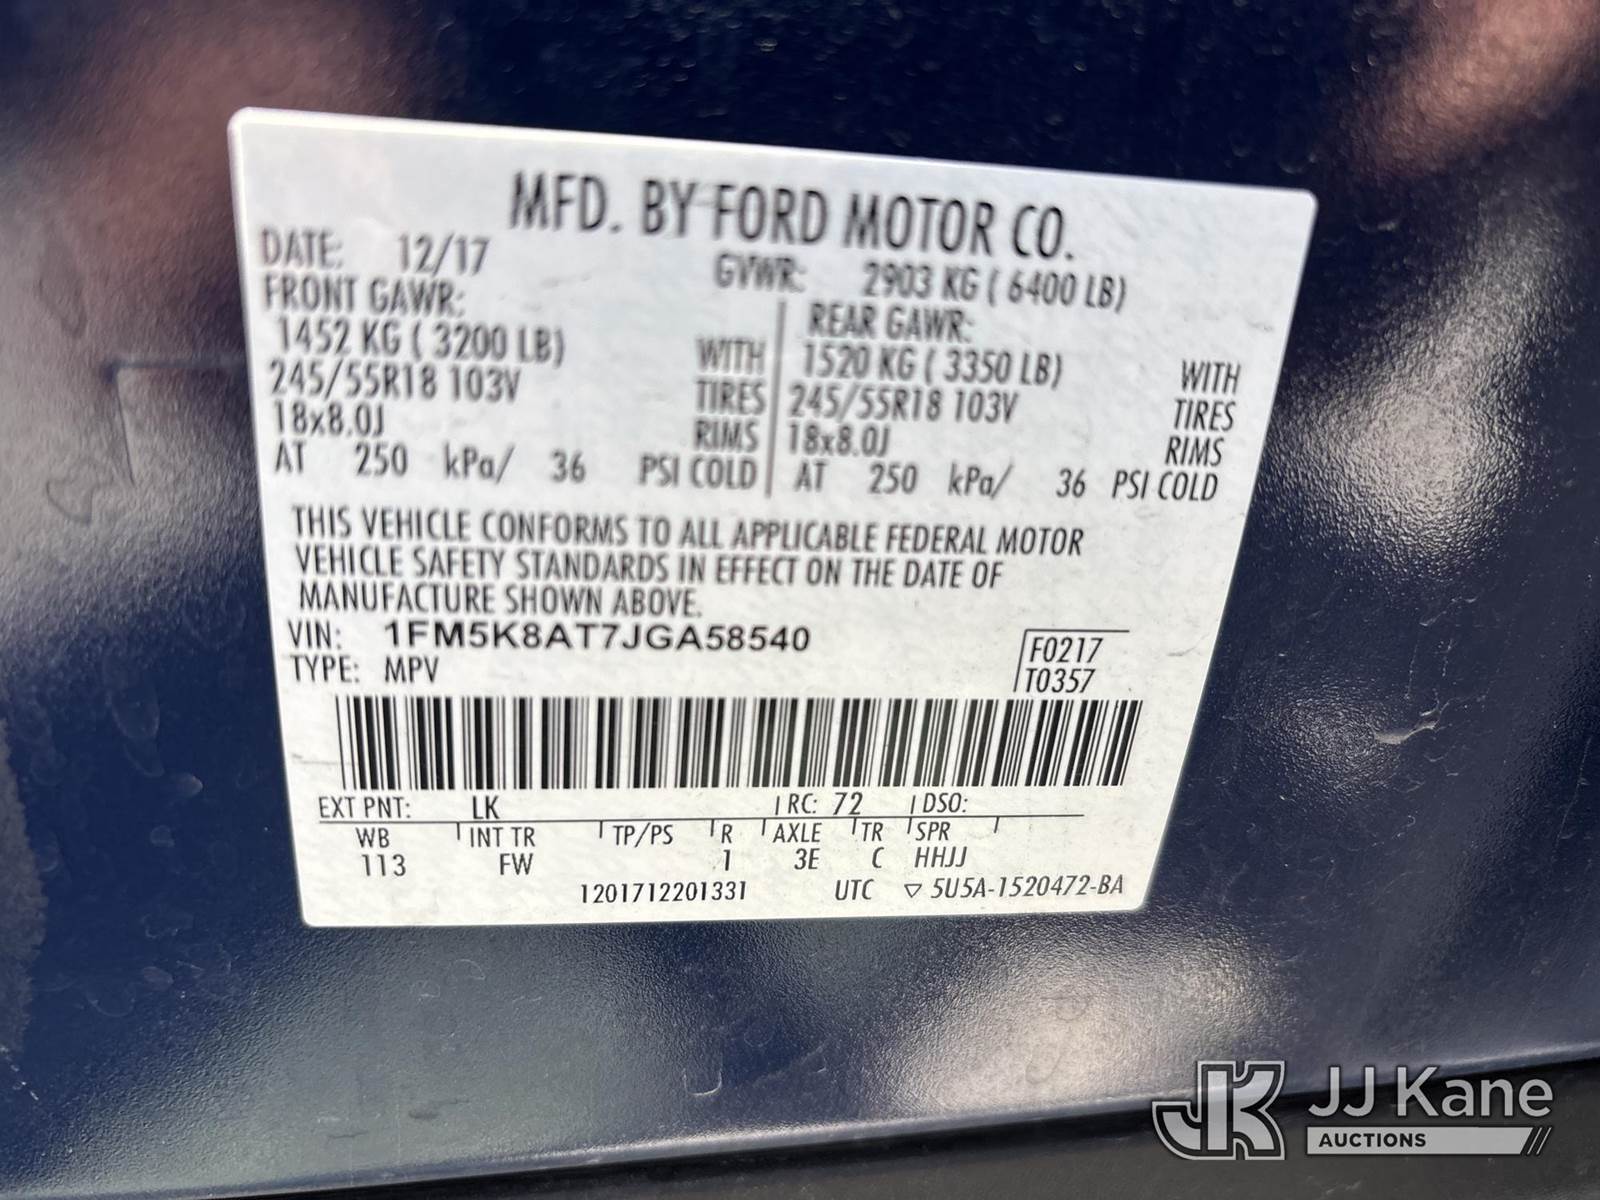 MFD. BY FORD MOTOR CO.
DATE: 12/17 GVWR: 2903 KG ( 6400 LB)
FRONT GAWR: REAR GAWR:
1452 KG ( 3200 LB) WITH 1520 KG ( 3350 LB) WITH
245/55R18 103V TIRES 245/55R18 103V TIRES
18x8.0J RIMS 18x8.0J RIMS
AT 250 kPa/ 36 PSI COLD AT 250 kPa/ 36 PSI COLD
THIS VEHICLE CONFORMS TO ALL APPLICABLE FEDERAL MOTOR
VEHICLE SAFETY STANDARDS IN EFFECT ON THE DATE OF
MANUFACTURE SHOWN ABOVE.
VIN: 1FM5K8AT7JGA58540 F0217
TYPE: MPV T0357
EXT PNT: LK RC: 72 DSO:
WB INT TR TP/PS R AXLE TR SPR
113 FW 1 3E C HHJJ
1201712201331 UTC ▽ 5U5A-1520472-BA
JK JJ Kane
AUCTIONS